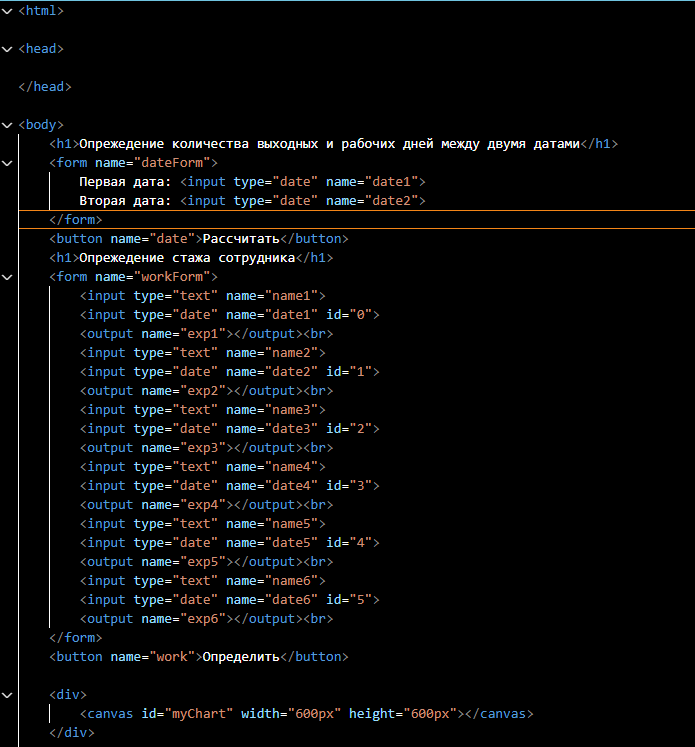 <html>
<head>
</head>
<body>
<h1>Опрежедение количества выходных и рабочих дней между двумя датами</h1>
<form name="dateForm">
Первая дата: <input type="date" name="date1">
Вторая дата: <input type="date" name="date2">
</form>
<button name="date">Рассчитать</button>
<h1>Опрежедение стажа сотрудника</h1>
<form name="workForm">
<input type="text" name="name1">
<input type="date" name="date1" id="0">
<output name="exp1"></output><br>
<input type="text" name="name2">
<input type="date" name="date2" id="1">
<output name="exp2"></output><br>
<input type="text" name="name3">
<input type="date" name="date3" id="2">
<output name="exp3"></output><br>
<input type="text" name="name4">
<input type="date" name="date4" id="3">
<output name="exp4"></output><br>
<input type="text" name="name5">
<input type="date" name="date5" id="4">
<output name="exp5"></output><br>
<input type="text" name="name6">
<input type="date" name="date6" id="5">
<output name="exp6"></output><br>
</form>
<button name="work">Определить</button>
<div>
<canvas id="myChart" width="600px" height="600px"></canvas>
</div>